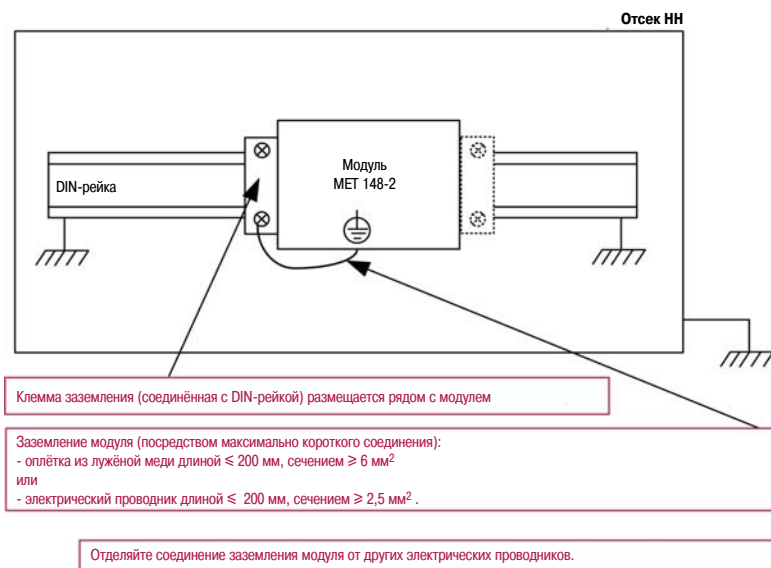 Отсек НН
Модуль
МЕТ 148-2
DIN-рейка
Клемма заземления (соединённая с DIN-рейкой) размещается рядом с модулем
Заземление модуля (посредством максимально короткого соединения):
- оплётка из лужёной меди длиной ⩽ 200 мм, сечением ⩾ 6 мм²
или
- электрический проводник длиной ⩽ 200 мм, сечением ⩾ 2,5 мм² .
Отделяйте соединение заземления модуля от других электрических проводников.